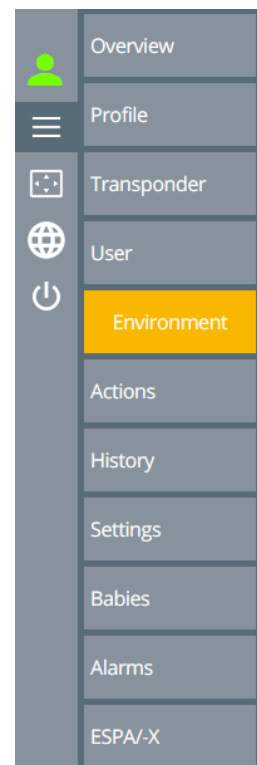 Overview
Profile
Transponder
User
Environment
Actions
History
Settings
Babies
Alarms
ESPA/-X